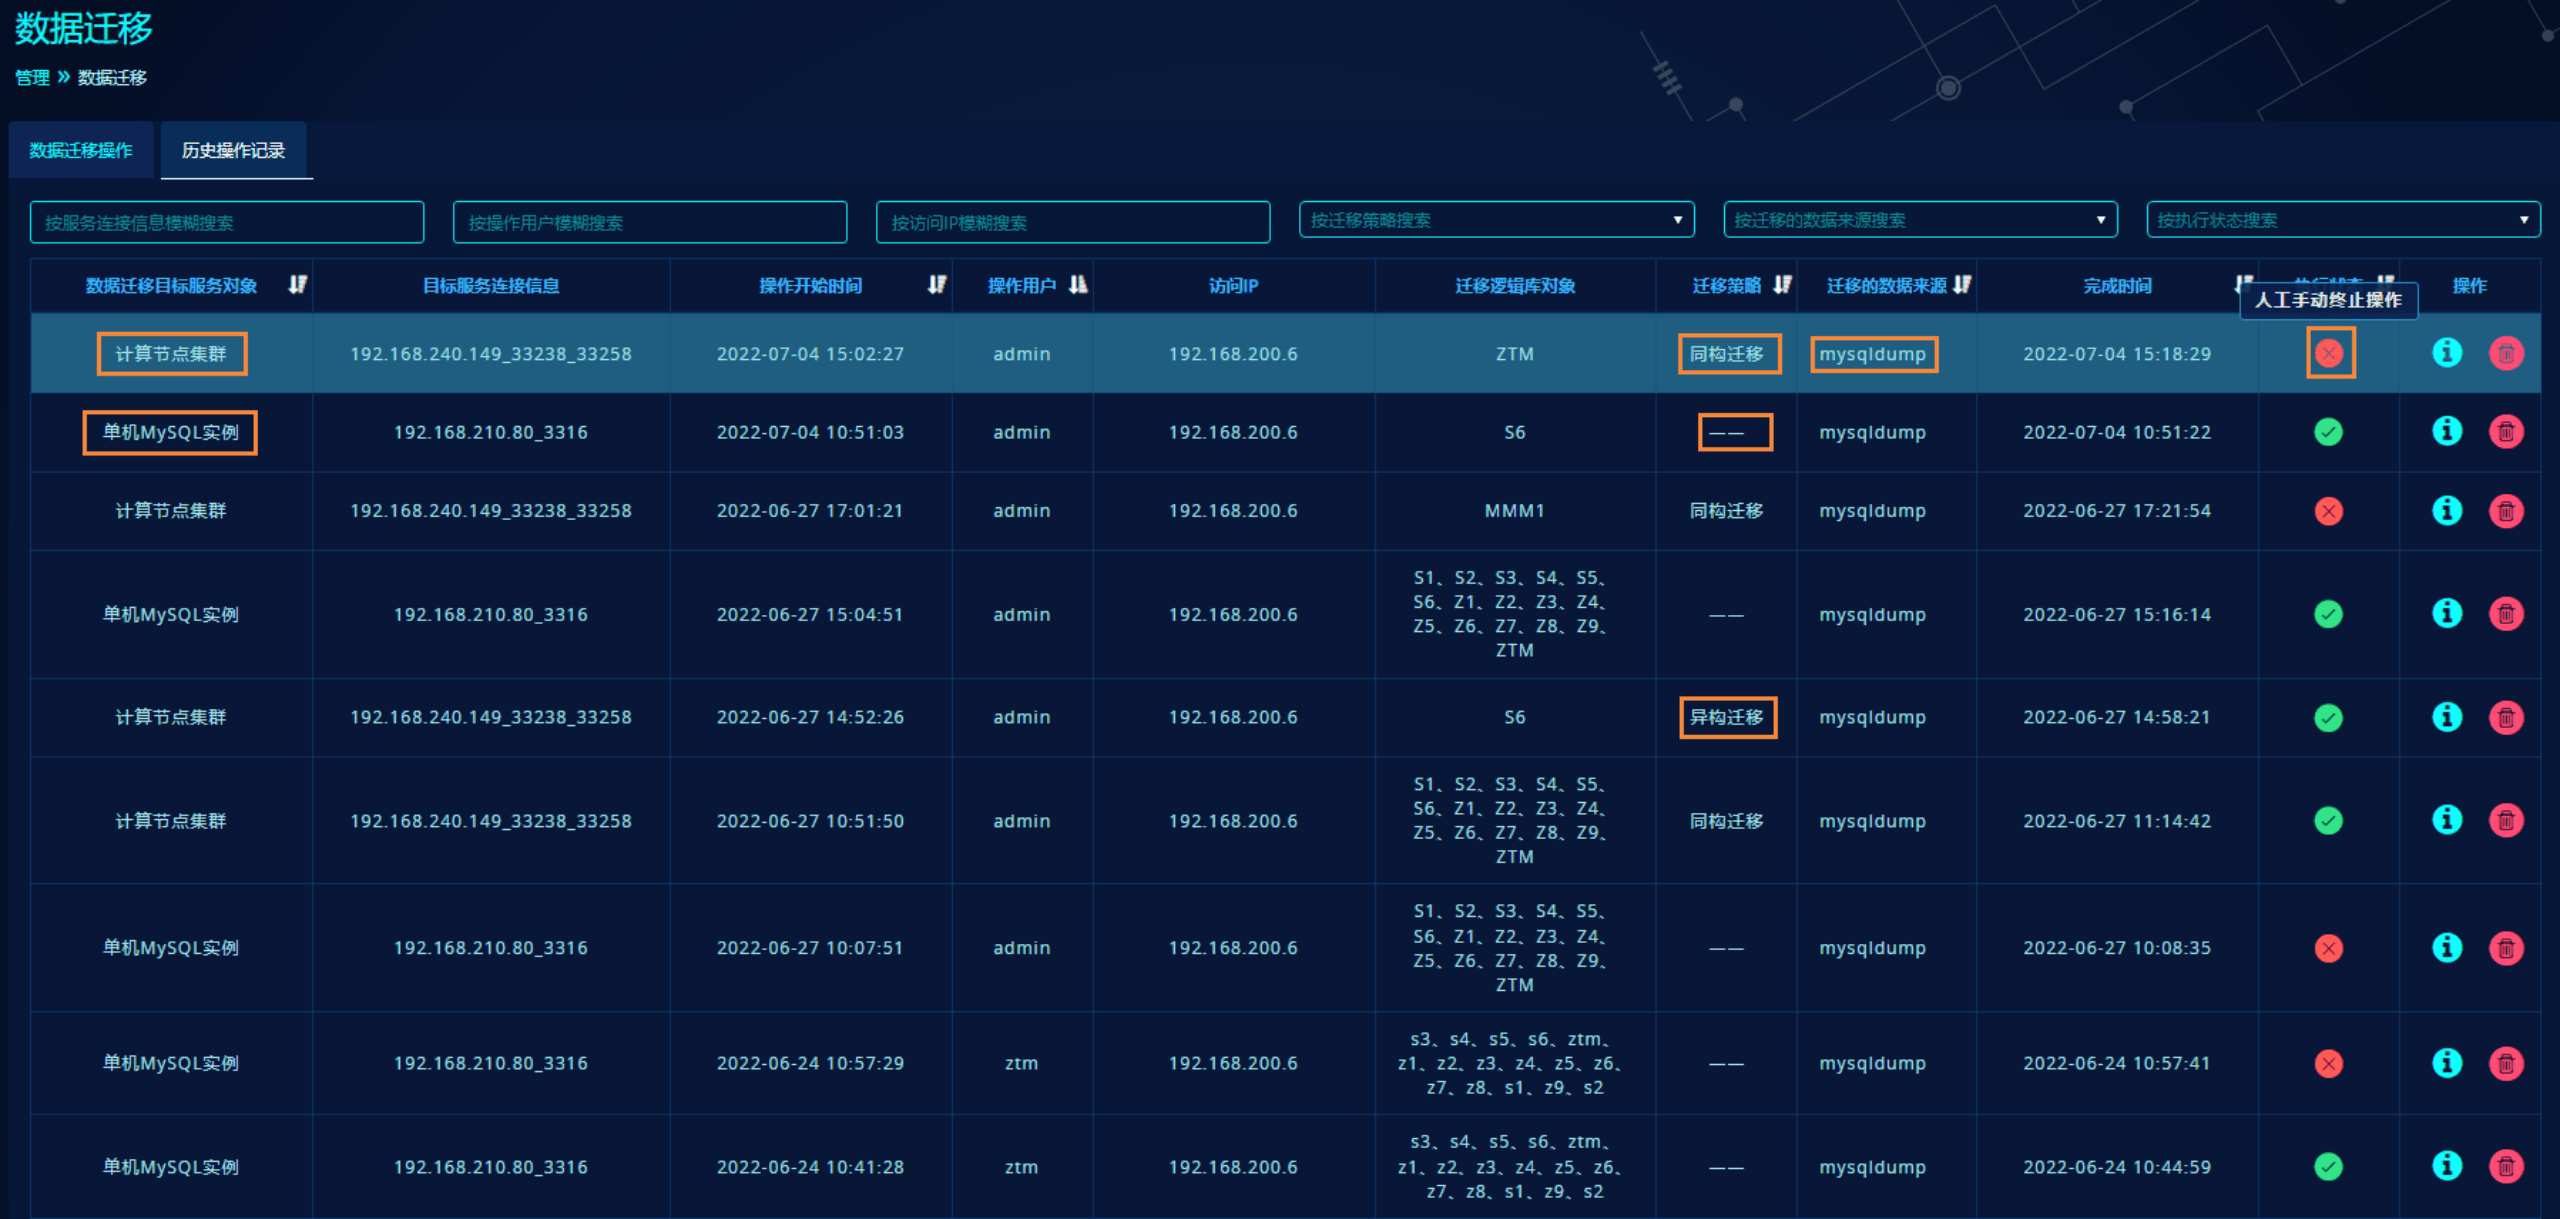 数据迁移
管理 » 数据迁移
数据迁移操作 历史操作记录
按服务连接信息模糊搜索 按操作用户模糊搜索 按访问IP模糊搜索 按迁移策略搜索 按迁移的数据来源搜索 按执行状态搜索
数据迁移目标服务对象 目标服务连接信息 操作开始时间 操作用户 访问IP 迁移逻辑库对象 迁移策略 迁移的数据来源 完成时间 执行状态 操作
人工手动终止操作
计算节点集群 192.168.240.149_33238_33258 2022-07-04 15:02:27 admin 192.168.200.6 ZTM 同构迁移 mysqldump 2022-07-04 15:18:29
单机MySQL实例 192.168.210.80_3316 2022-07-04 10:51:03 admin 192.168.200.6 S6 —— mysqldump 2022-07-04 10:51:22
计算节点集群 192.168.240.149_33238_33258 2022-06-27 17:01:21 admin 192.168.200.6 MMM1 同构迁移 mysqldump 2022-06-27 17:21:54
S1、S2、S3、S4、S5、
S6、Z1、Z2、Z3、Z4、
单机MySQL实例 192.168.210.80_3316 2022-06-27 15:04:51 admin 192.168.200.6 —— mysqldump 2022-06-27 15:16:14
Z5、Z6、Z7、Z8、Z9、
ZTM
计算节点集群 192.168.240.149_33238_33258 2022-06-27 14:52:26 admin 192.168.200.6 S6 异构迁移 mysqldump 2022-06-27 14:58:21
S1、S2、S3、S4、S5、
S6、Z1、Z2、Z3、Z4、
计算节点集群 192.168.240.149_33238_33258 2022-06-27 10:51:50 admin 192.168.200.6 同构迁移 mysqldump 2022-06-27 11:14:42
Z5、Z6、Z7、Z8、Z9、
ZTM
S1、S2、S3、S4、S5、
S6、Z1、Z2、Z3、Z4、
单机MySQL实例 192.168.210.80_3316 2022-06-27 10:07:51 admin 192.168.200.6 —— mysqldump 2022-06-27 10:08:35
Z5、Z6、Z7、Z8、Z9、
ZTM
s3、s4、s5、s6、ztm、
单机MySQL实例 192.168.210.80_3316 2022-06-24 10:57:29 ztm 192.168.200.6 z1、z2、z3、z4、z5、z6、 —— mysqldump 2022-06-24 10:57:41
z7、z8、s1、z9、s2
s3、s4、s5、s6、ztm、
单机MySQL实例 192.168.210.80_3316 2022-06-24 10:41:28 ztm 192.168.200.6 z1、z2、z3、z4、z5、z6、 —— mysqldump 2022-06-24 10:44:59
z7、z8、s1、z9、s2